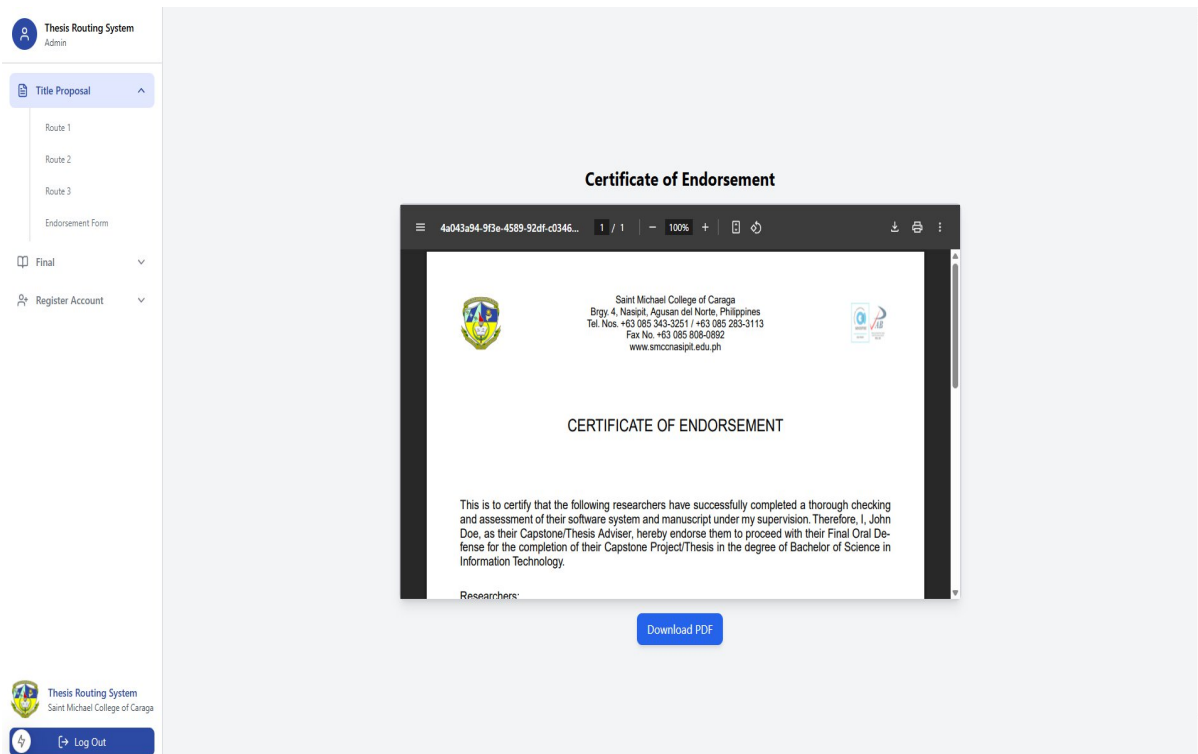 Thesis Routing System
Admin
Title Proposal
Route 1
Route 2
Route 3
Endorsement Form
Final
Register Account
Thesis Routing System
Saint Michael College of Caraga
Log Out
Certificate of Endorsement
4a043a94-9f3e-4589-92df-c0346...
1 / 1
100%
Saint Michael College of Caraga
Brgy. 4, Nasipit, Agusan del Norte, Philippines
Tel. Nos. +63 085 343-3251 / +63 085 283-3113
Fax No. +63 085 808-0892
www.smccnasipit.edu.ph
CERTIFICATE OF ENDORSEMENT
This is to certify that the following researchers have successfully completed a thorough checking
and assessment of their software system and manuscript under my supervision. Therefore, I, John
Doe, as their Capstone/Thesis Adviser, hereby endorse them to proceed with their Final Oral De-
fense for the completion of their Capstone Project/Thesis in the degree of Bachelor of Science in
Information Technology.
Researchers:
Download PDF